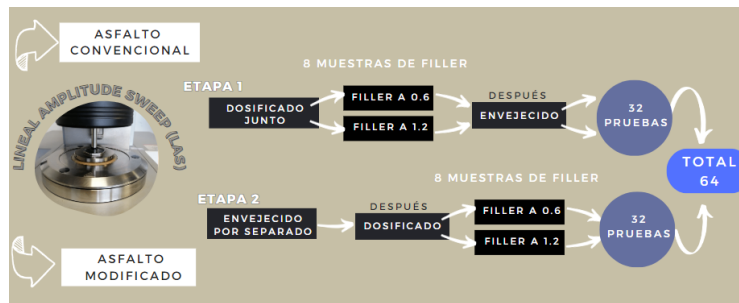 ASFALTO
CONVENCIONAL
LINEAL AMPLITUDE SWEEP (LAS)
8 MUESTRAS DE FILLER
ETAPA 1
DOSIFICADO
JUNTO
FILLER A 0.6
FILLER A 1.2
DESPUÉS
ENVEJECIDO
32
PRUEBAS
TOTAL
64
8 MUESTRAS DE FILLER
ETAPA 2
ENVEJECIDO
POR SEPARADO
DESPUÉS
DOSIFICADO
FILLER A 0.6
FILLER A 1.2
32
PRUEBAS
ASFALTO
MODIFICADO